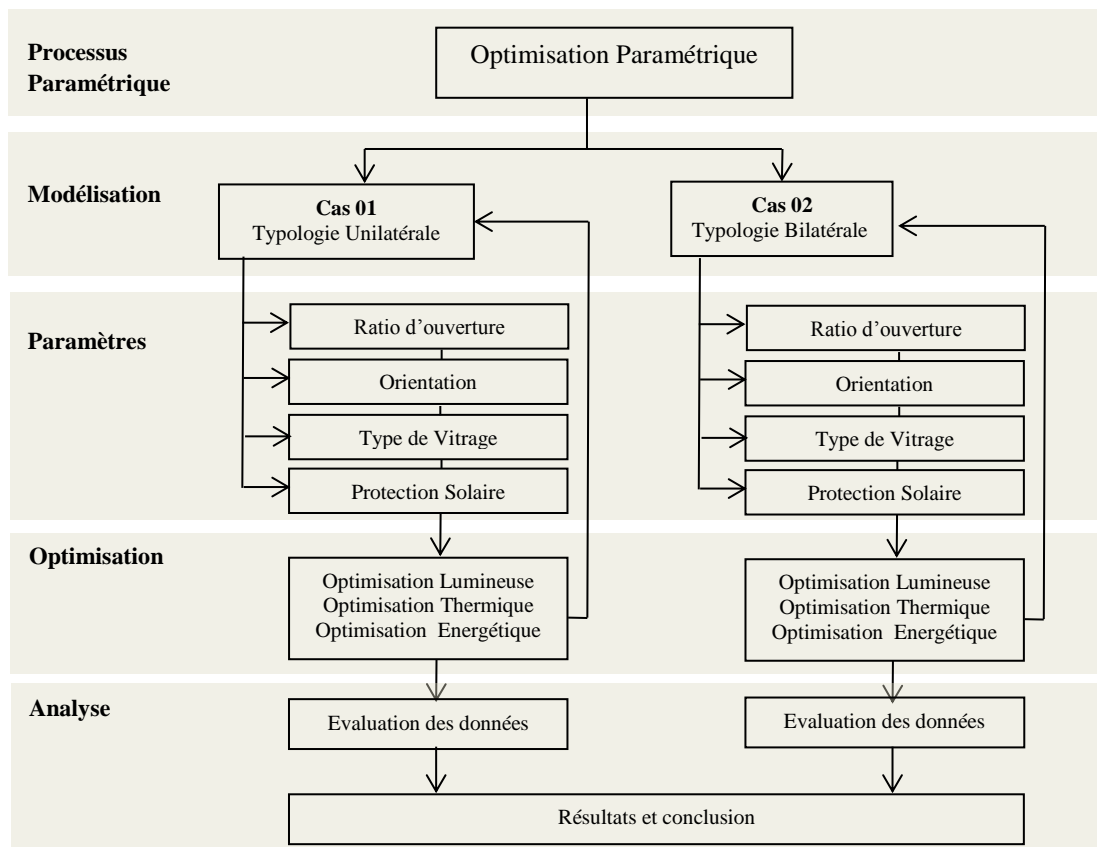 Processus
Paramétrique
Optimisation Paramétrique
Modélisation
Cas 01
Typologie Unilatérale
Cas 02
Typologie Bilatérale
Paramètres
Ratio d’ouverture
Orientation
Type de Vitrage
Protection Solaire
Ratio d’ouverture
Orientation
Type de Vitrage
Protection Solaire
Optimisation
Optimisation Lumineuse
Optimisation Thermique
Optimisation Energétique
Optimisation Lumineuse
Optimisation Thermique
Optimisation Energétique
Analyse
Evaluation des données
Evaluation des données
Résultats et conclusion